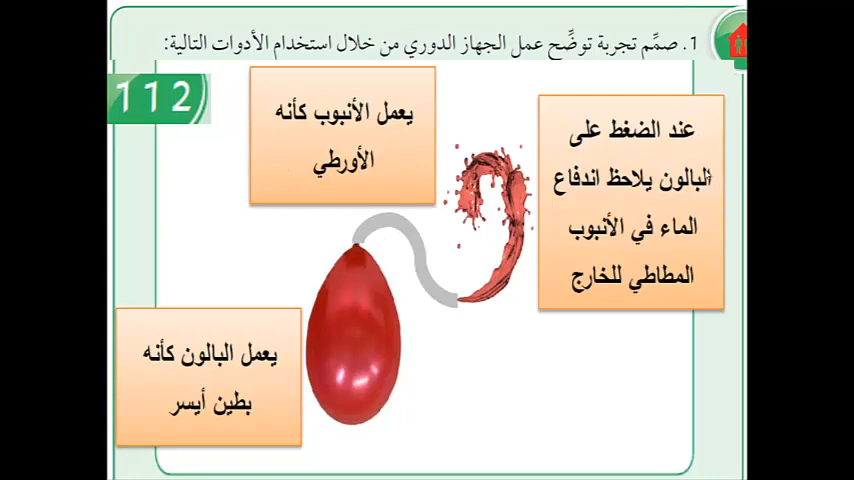 1. صمِّم تجربة توضِّح عمل الجهاز الدوري من خلال استخدام الأدوات التالية:
112
يعمل الأنبوب كأنه
الأورطي
عند الضغط على
البالون يلاحظ اندفاع
الماء في الأنبوب
المطاطي للخارج
يعمل البالون كأنه
بطين أيسر